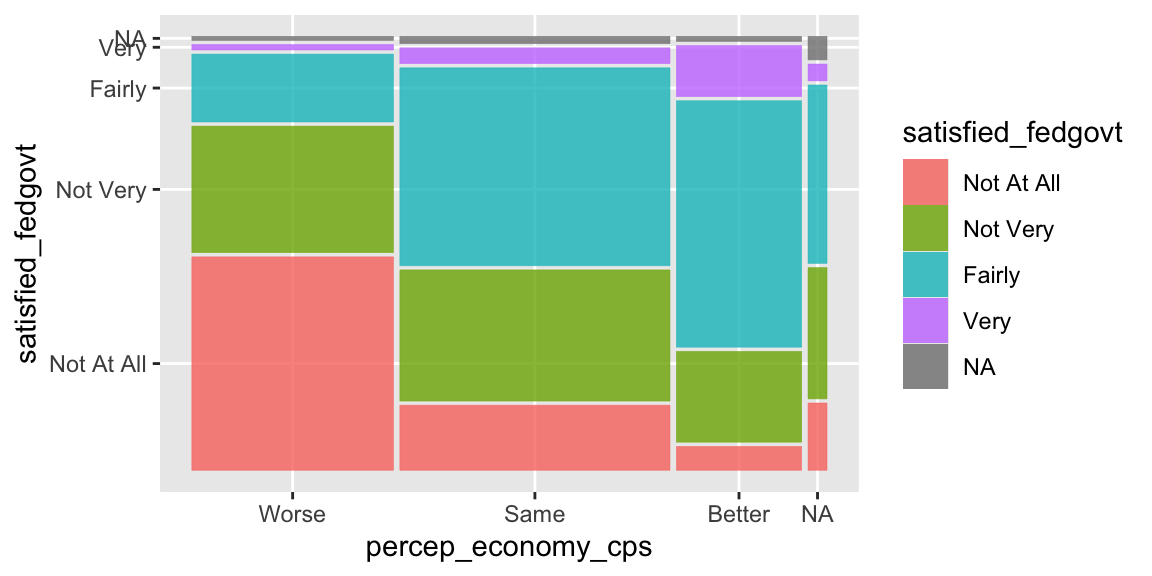 NA
Very
Fairly
Not Very
Not At All
satisfied_fedgovt
Worse
Same
Better
NA
percep_economy_cps
satisfied_fedgovt
Not At All
Not Very
Fairly
Very
NA